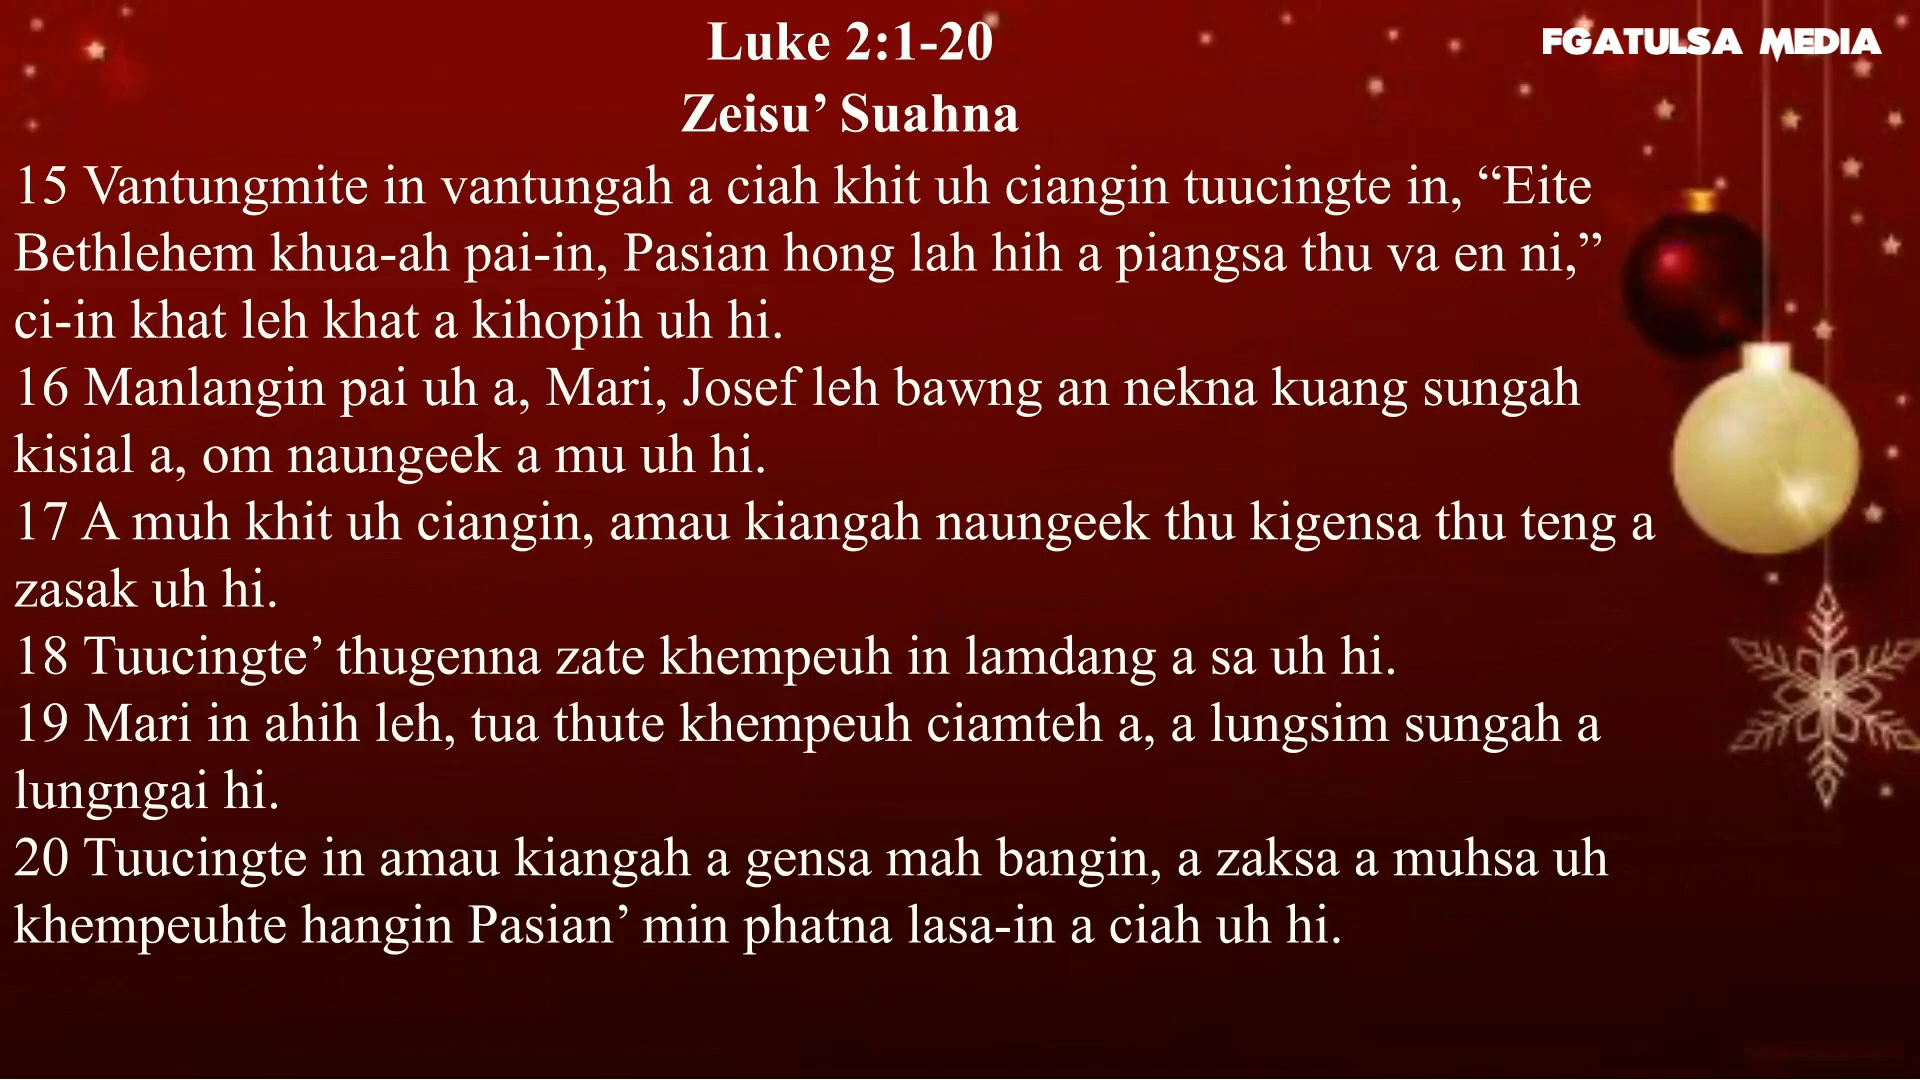 Luke 2:1-20
FGATULSA MEDIA
Zeisu’ Suahna
15 Vantungmite in vantungah a ciah khit uh ciangin tuucingte in, “Eite
Bethlehem khua-ah pai-in, Pasian hong lah hih a piangsa thu va en ni,”
ci-in khat leh khat a kihopih uh hi.
16 Manlangin pai uh a, Mari, Josef leh bawng an nekna kuang sungah
kisial a, om naungeek a mu uh hi.
17 A muh khit uh ciangin, amau kiangah naungeek thu kigensa thu teng a
zasak uh hi.
18 Tuucingte’ thugenna zate khempeuh in lamdang a sa uh hi.
19 Mari in ahih leh, tua thute khempeuh ciamteh a, a lungsim sungah a
lungngai hi.
20 Tuucingte in amau kiangah a gensa mah bangin, a zaksa a muhsa uh
khempeuhte hangin Pasian’ min phatna lasa-in a ciah uh hi.